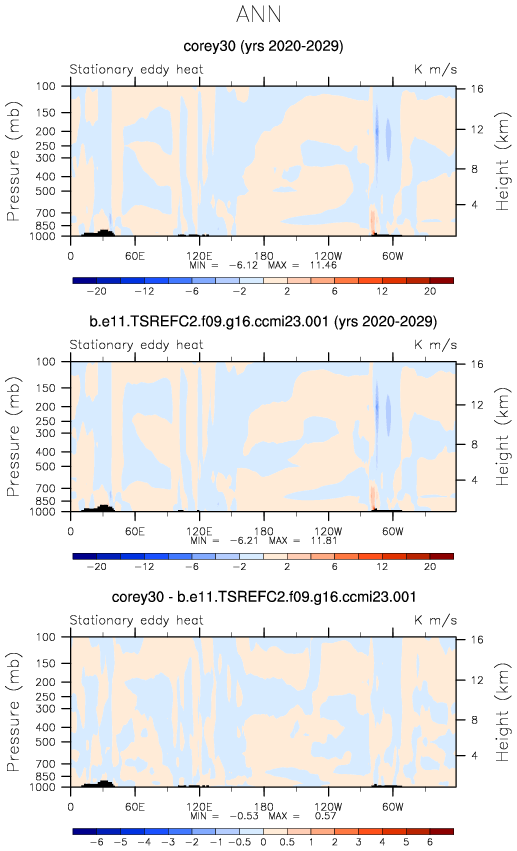 ANN
corey30 (yrs 2020-2029)
Stationary eddy heat K m/s
Pressure (mb)
100
150
200
250
300
400
500
700
850
1000
16
12
8
4
Height (km)
0 60E 120E 180 120W 60W
MIN = -6.12 MAX = 11.46
-20 -12 -6 -2 2 6 12 20
b.e11.TSREFC2.f09.g16.ccmi23.001 (yrs 2020-2029)
Stationary eddy heat K m/s
Pressure (mb)
100
150
200
250
300
400
500
700
850
1000
16
12
8
4
Height (km)
0 60E 120E 180 120W 60W
MIN = -6.21 MAX = 11.81
-20 -12 -6 -2 2 6 12 20
corey30 - b.e11.TSREFC2.f09.g16.ccmi23.001
Stationary eddy heat K m/s
Pressure (mb)
100
150
200
250
300
400
500
700
850
1000
16
12
8
4
Height (km)
0 60E 120E 180 120W 60W
MIN = -0.53 MAX = 0.57
-6 -5 -4 -3 -2 -1 -0.5 0 0.5 1 2 3 4 5 6